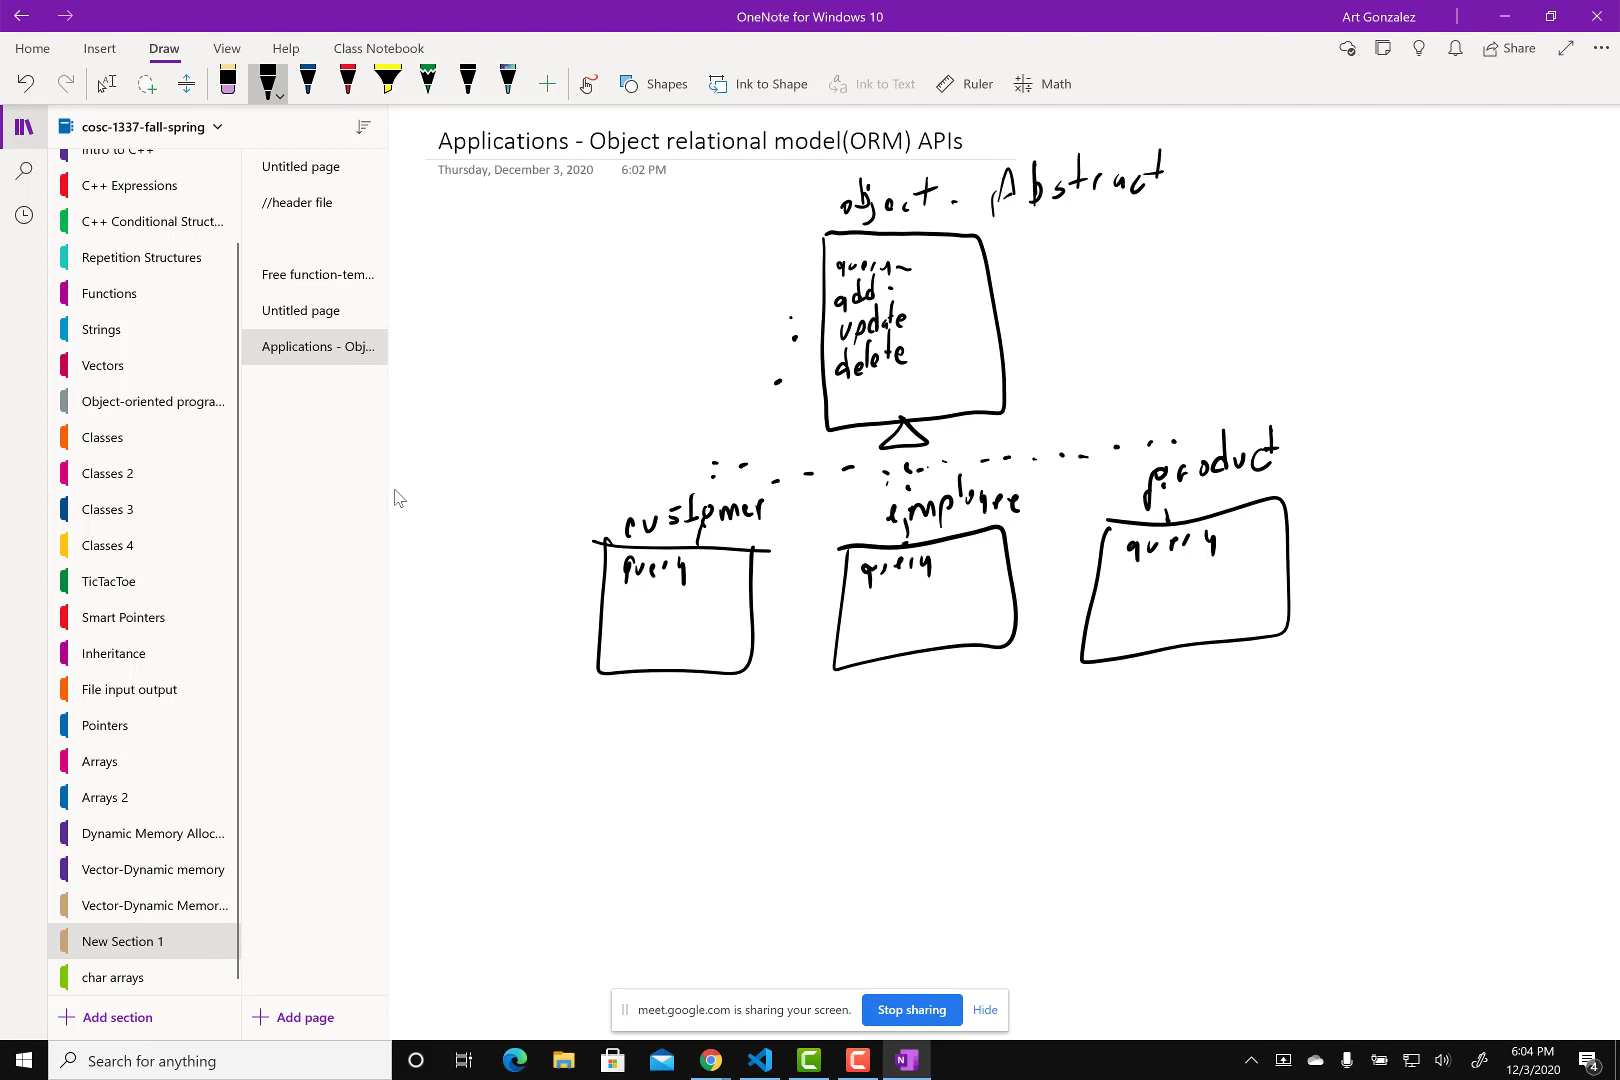 OneNote for Windows 10
Art Gonzalez
Home Insert Draw View Help Class Notebook
Share
Shapes Ink to Shape Ink to Text Ruler Math
cosc-1337-fall-spring
Intro to C++
C++ Expressions
C++ Conditional Struct...
Repetition Structures
Functions
Strings
Vectors
Object-oriented progra...
Classes
Classes 2
Classes 3
Classes 4
TicTacToe
Smart Pointers
Inheritance
File input output
Pointers
Arrays
Arrays 2
Dynamic Memory Alloc...
Vector-Dynamic memory
Vector-Dynamic Memor...
New Section 1
char arrays
Add section
Untitled page
//header file
Free function-tem...
Untitled page
Applications - Obj...
Add page
Applications - Object relational model(ORM) APIs
Thursday, December 3, 2020 6:02 PM
object - Abstract
query
add
update
delete
customer employee product
query query query
meet.google.com is sharing your screen. Stop sharing Hide
Search for anything
6:04 PM
12/3/2020
4